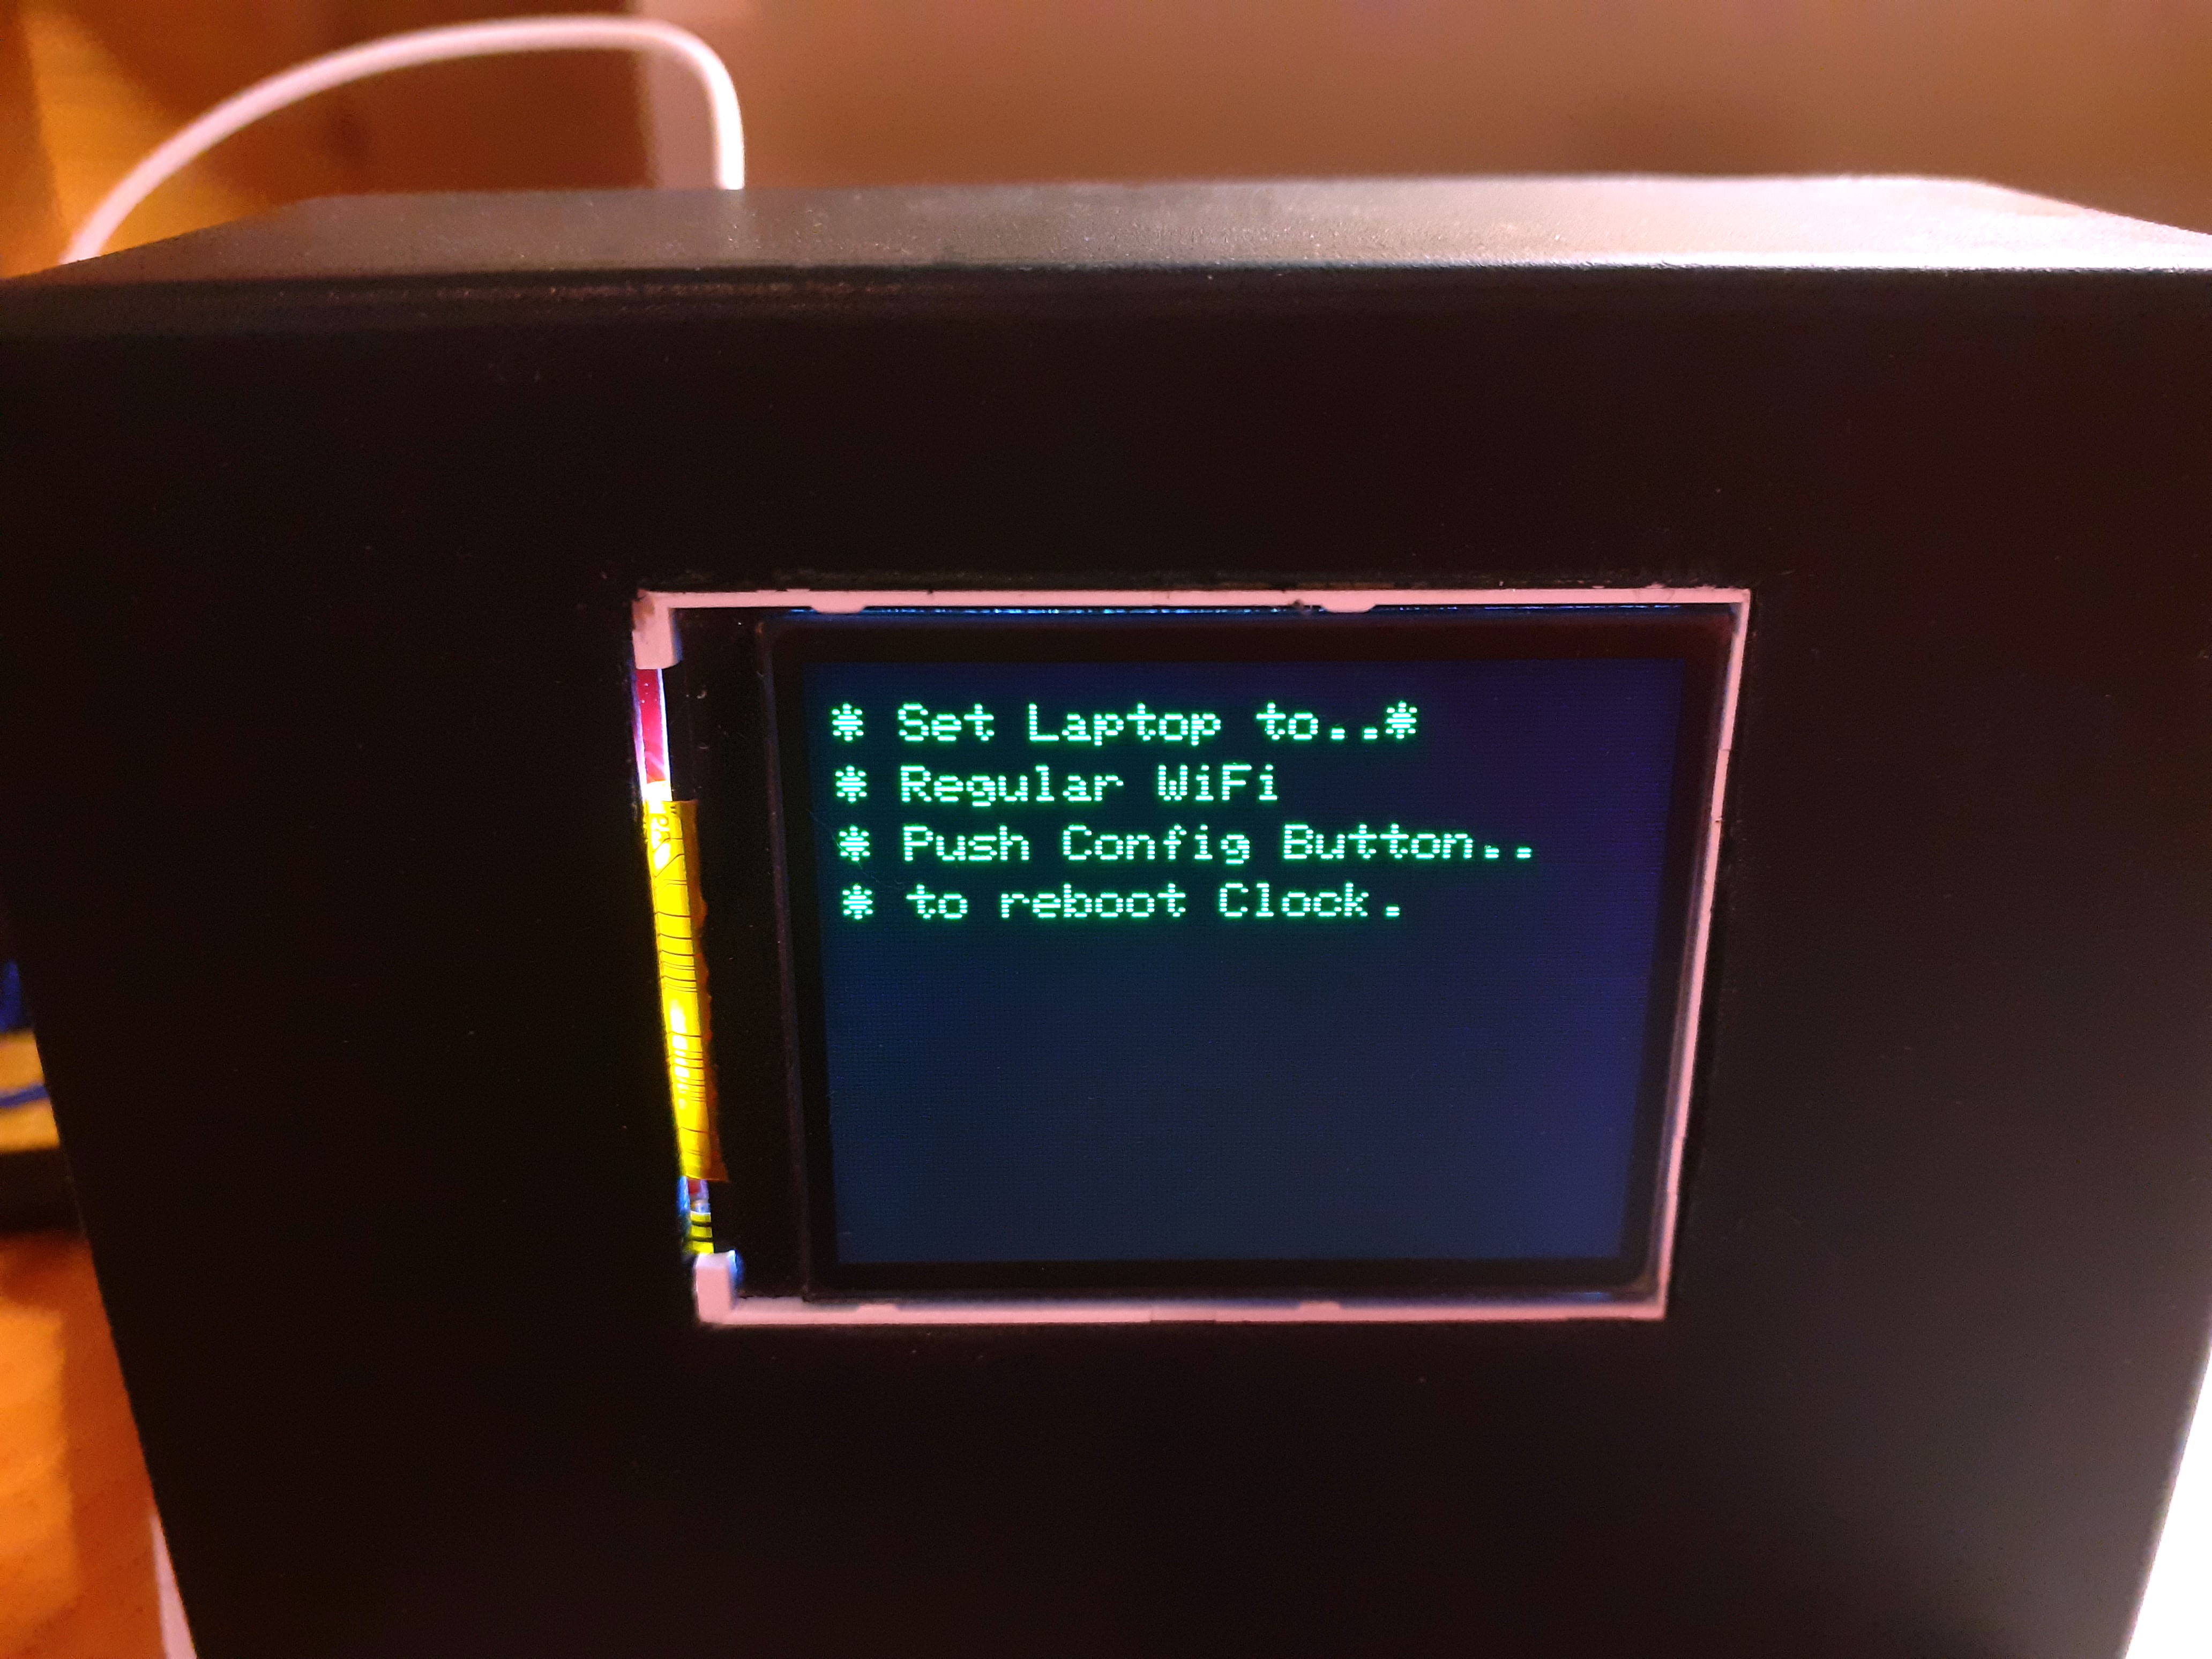 * Set Laptop to..*
* Regular WiFi
* Push Config Button..
* to reboot Clock.